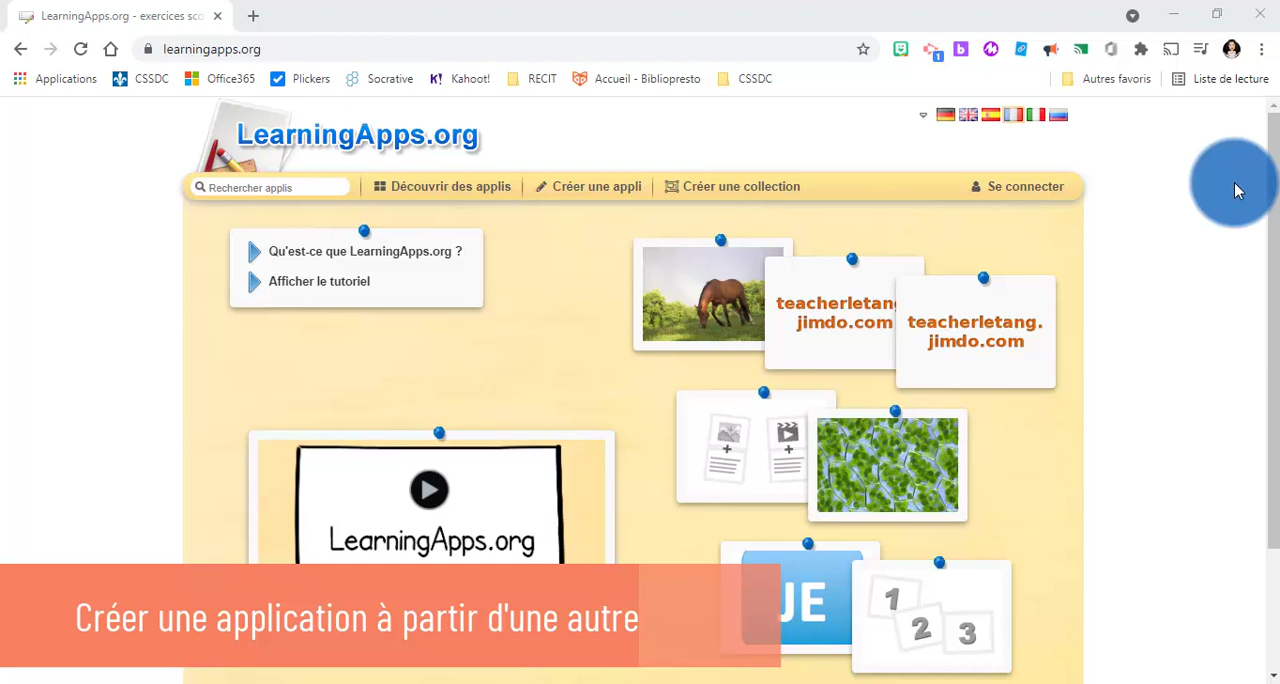 LearningApps.org - exercices sco
learningapps.org
Applications CSSDC Office365 Plickers Socrative Kahoot! RECIT Accueil - Bibliopresto CSSDC Autres favoris Liste de lecture
1
LearningApps.org
Rechercher applis Découvrir des applis Créer une appli Créer une collection Se connecter
Qu'est-ce que LearningApps.org ?
Afficher le tutoriel
teacherletang.
jimdo.com
teacherletang.
jimdo.com
LearningApps.org
JE
1
2
3
Créer une application à partir d'une autre